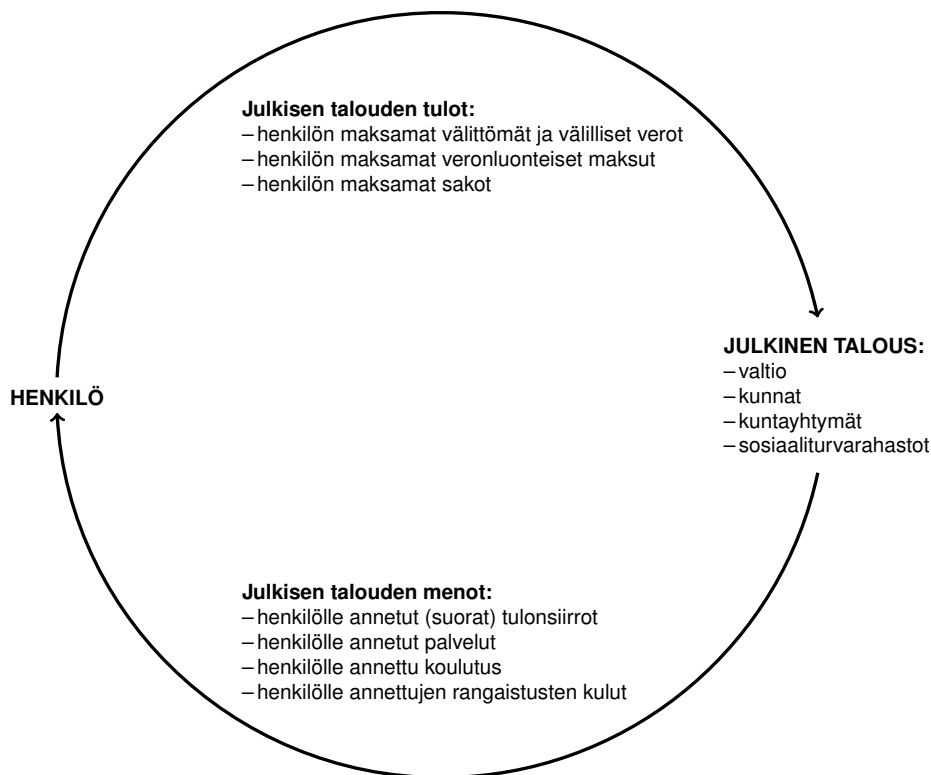 Julkisen talouden tulot:
–henkilön maksamat välittömät ja välilliset verot
–henkilön maksamat veronluonteiset maksut
–henkilön maksamat sakot
JULKINEN TALOUS:
–valtio
–kunnat
–kuntayhtymät
–sosiaaliturvarahastot
HENKILÖ
Julkisen talouden menot:
–henkilölle annetut (suorat) tulonsiirrot
–henkilölle annetut palvelut
–henkilölle annettu koulutus
–henkilölle annettujen rangaistusten kulut